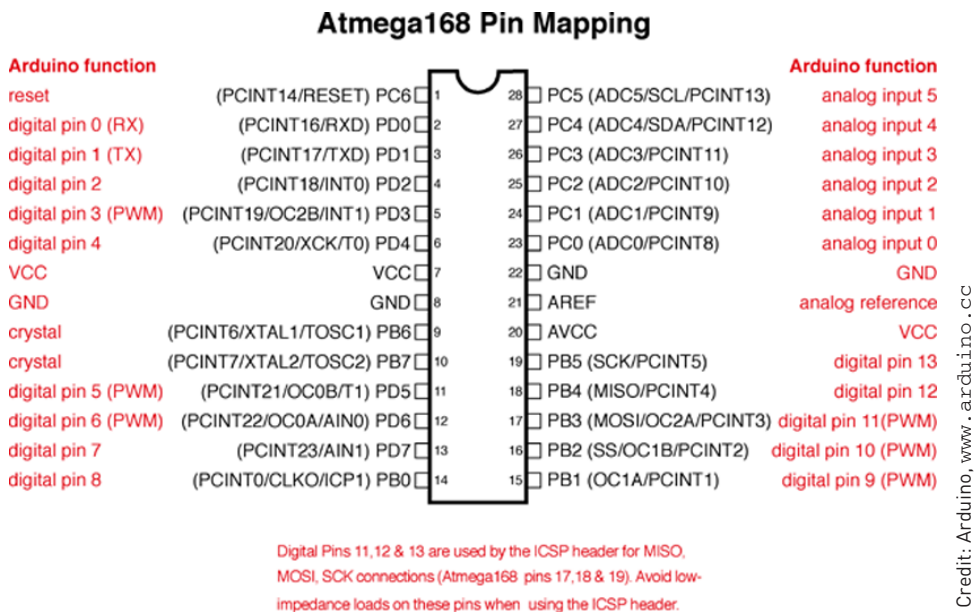 Atmega168 Pin Mapping
Arduino function Arduino function
reset (PCINT14/RESET) PC6 1 28 PC5 (ADC5/SCL/PCINT13) analog input 5
digital pin 0 (RX) (PCINT16/RXD) PD0 2 27 PC4 (ADC4/SDA/PCINT12) analog input 4
digital pin 1 (TX) (PCINT17/TXD) PD1 3 26 PC3 (ADC3/PCINT11) analog input 3
digital pin 2 (PCINT18/INT0) PD2 4 25 PC2 (ADC2/PCINT10) analog input 2
digital pin 3 (PWM) (PCINT19/OC2B/INT1) PD3 5 24 PC1 (ADC1/PCINT9) analog input 1
digital pin 4 (PCINT20/XCK/T0) PD4 6 23 PC0 (ADC0/PCINT8) analog input 0
VCC VCC 7 22 GND GND
GND GND 8 21 AREF analog reference
crystal (PCINT6/XTAL1/TOSC1) PB6 9 20 AVCC VCC
crystal (PCINT7/XTAL2/TOSC2) PB7 10 19 PB5 (SCK/PCINT5) digital pin 13
digital pin 5 (PWM) (PCINT21/OC0B/T1) PD5 11 18 PB4 (MISO/PCINT4) digital pin 12
digital pin 6 (PWM) (PCINT22/OC0A/AIN0) PD6 12 17 PB3 (MOSI/OC2A/PCINT3) digital pin 11(PWM)
digital pin 7 (PCINT23/AIN1) PD7 13 16 PB2 (SS/OC1B/PCINT2) digital pin 10 (PWM)
digital pin 8 (PCINT0/CLKO/ICP1) PB0 14 15 PB1 (OC1A/PCINT1) digital pin 9 (PWM)
Digital Pins 11,12 & 13 are used by the ICSP header for MISO,
MOSI, SCK connections (Atmega168 pins 17,18 & 19). Avoid low-
impedance loads on these pins when using the ICSP header.
Credit: Arduino, www.arduino.cc